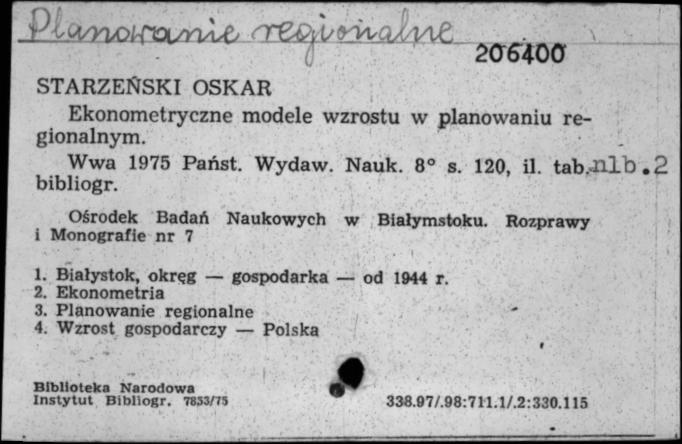 Planowanie regionalne
206400
STARZEŃSKI OSKAR
Ekonometryczne modele wzrostu w planowaniu re-
gionalnym.
Wwa 1975 Państ. Wydaw. Nauk. 8° s. 120, il. tab. nlb.2
bibliogr.
Ośrodek Badań Naukowych w Białymstoku. Rozprawy
i Monografie nr 7
1. Białystok, okręg — gospodarka — od 1944 r.
2. Ekonometria
3. Planowanie regionalne
4. Wzrost gospodarczy — Polska
Biblioteka Narodowa
Instytut Bibliogr. 7853/75
338.97/.98:711.1/.2:330.115